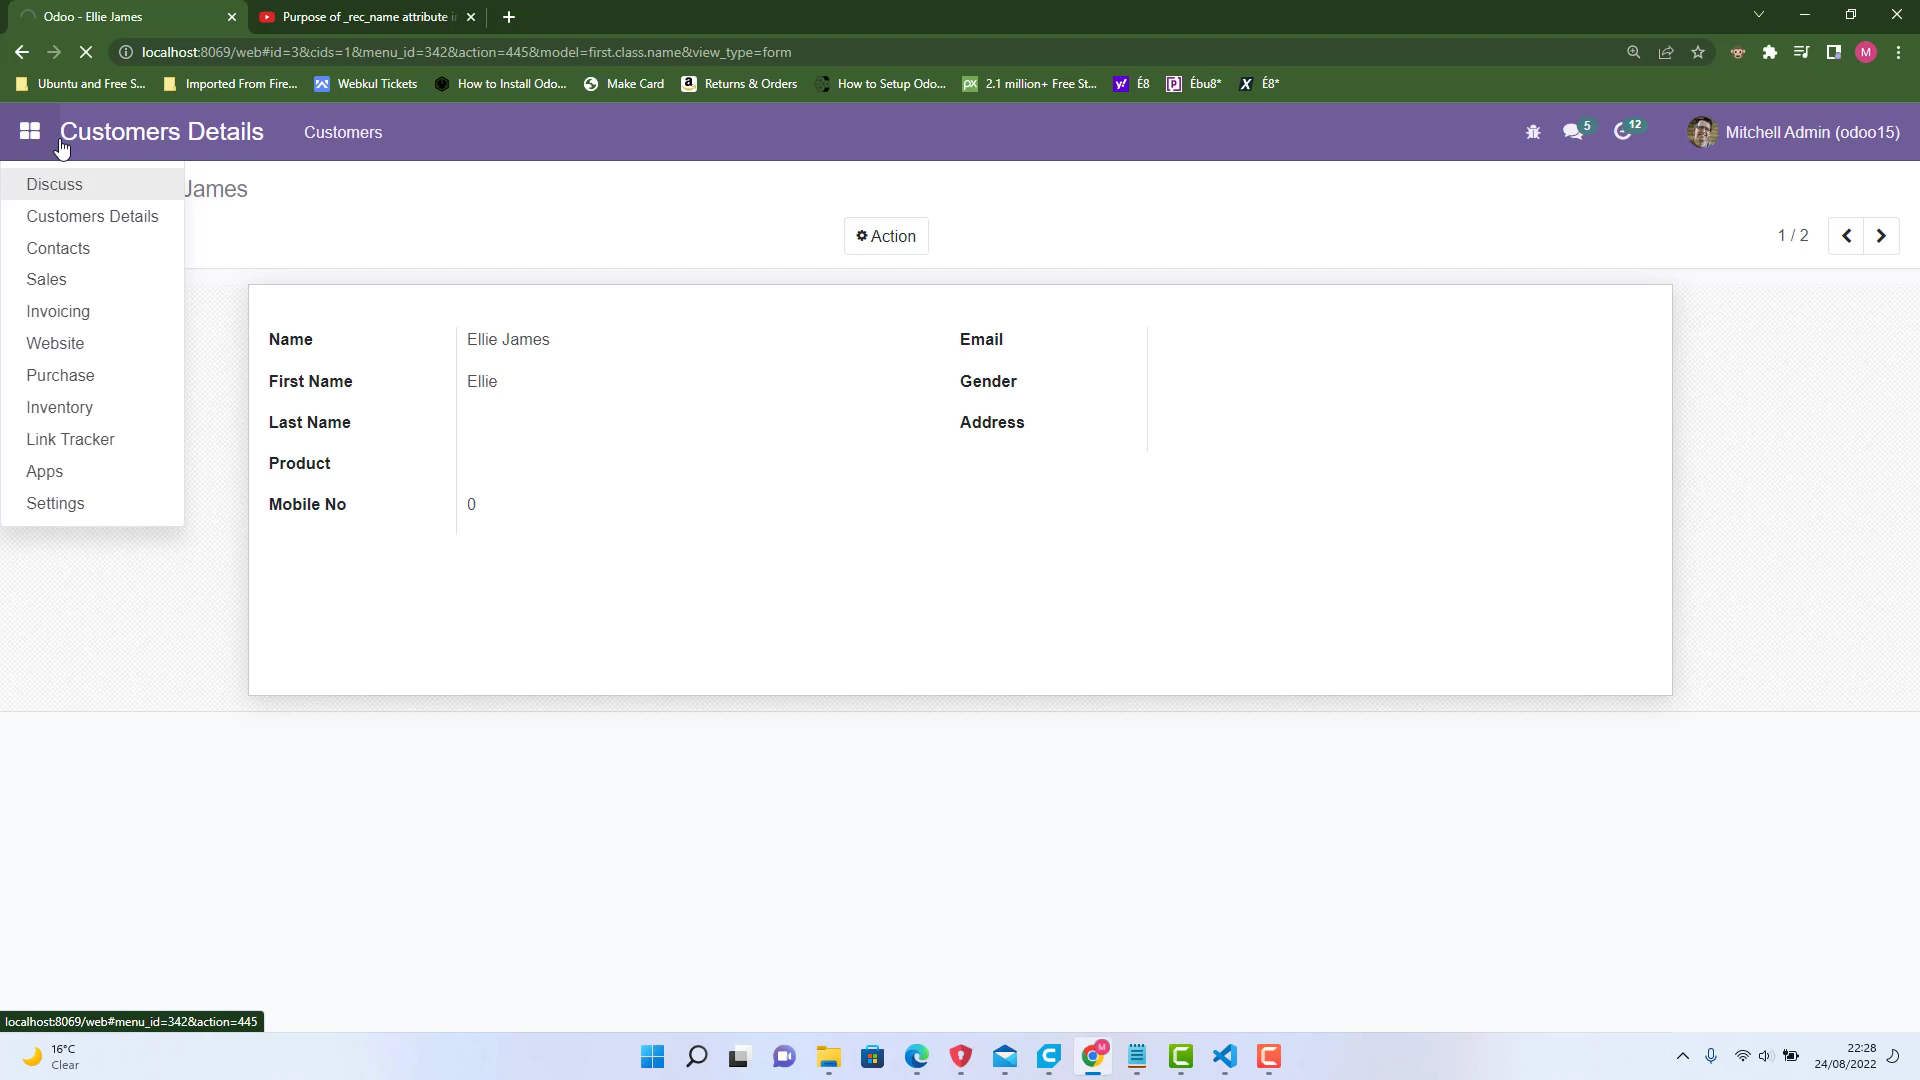 Odoo - Ellie James
Purpose of _rec_name attribute i
localhost:8069/web#id=3&cids=1&menu_id=342&action=445&model=first.class.name&view_type=form
M
Ubuntu and Free S...
Imported From Fire...
Webkul Tickets
How to Install Odo...
Make Card
Returns & Orders
How to Setup Odo...
2.1 million+ Free St...
É8
Ébu8*
É8*
Customers Details
Customers
5
12
Mitchell Admin (odoo15)
Discuss
Customers Details
Contacts
Sales
Invoicing
Website
Purchase
Inventory
Link Tracker
Apps
Settings
James
Action
1 / 2
Name
Ellie James
First Name
Ellie
Last Name
Product
Mobile No
0
Email
Gender
Address
localhost:8069/web#menu_id=342&action=445
16°C
Clear
22:28
24/08/2022